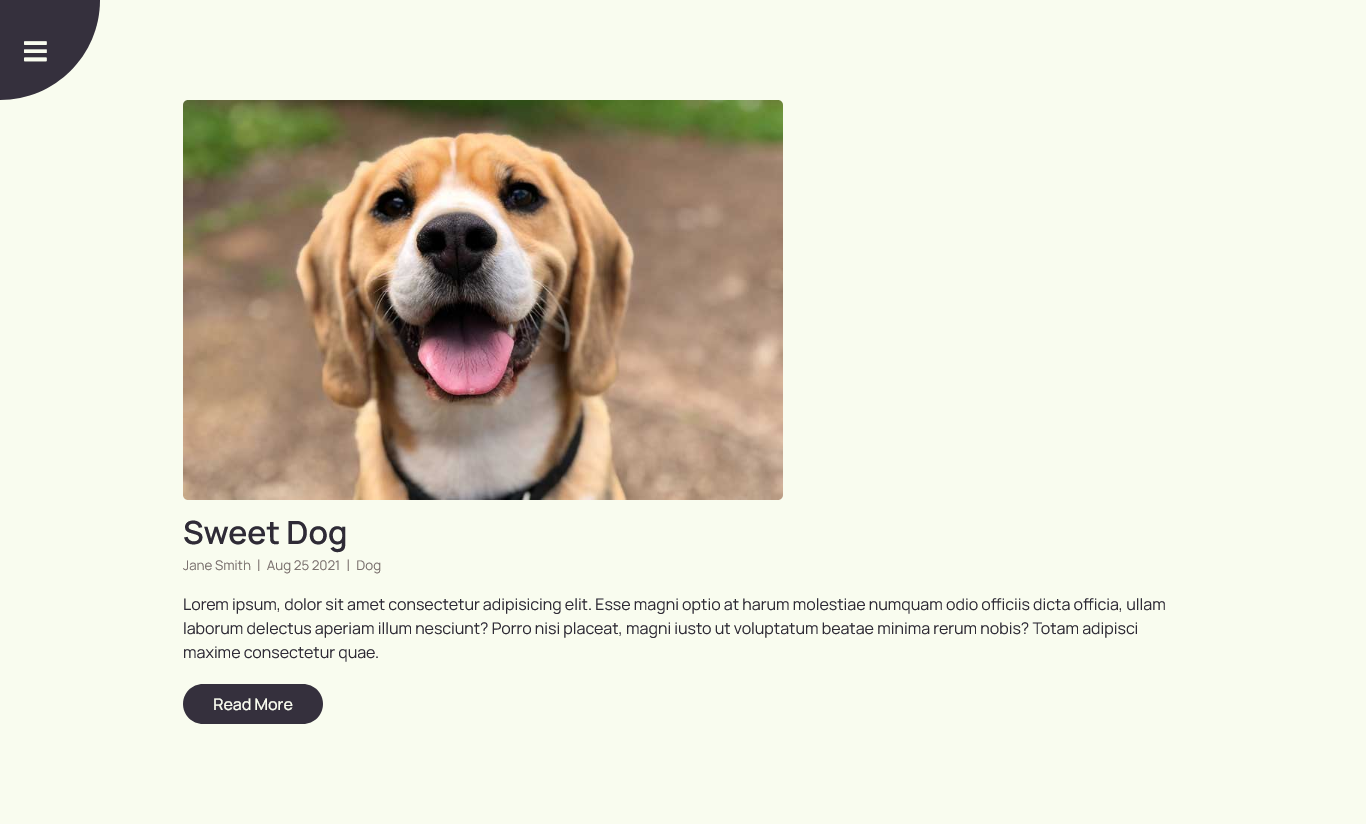 Sweet Dog
Jane Smith | Aug 25 2021 | Dog
Lorem ipsum, dolor sit amet consectetur adipisicing elit. Esse magni optio at harum molestiae numquam odio officiis dicta officia, ullam
laborum delectus aperiam illum nesciunt? Porro nisi placeat, magni iusto ut voluptatum beatae minima rerum nobis? Totam adipisci
maxime consectetur quae.
Read More